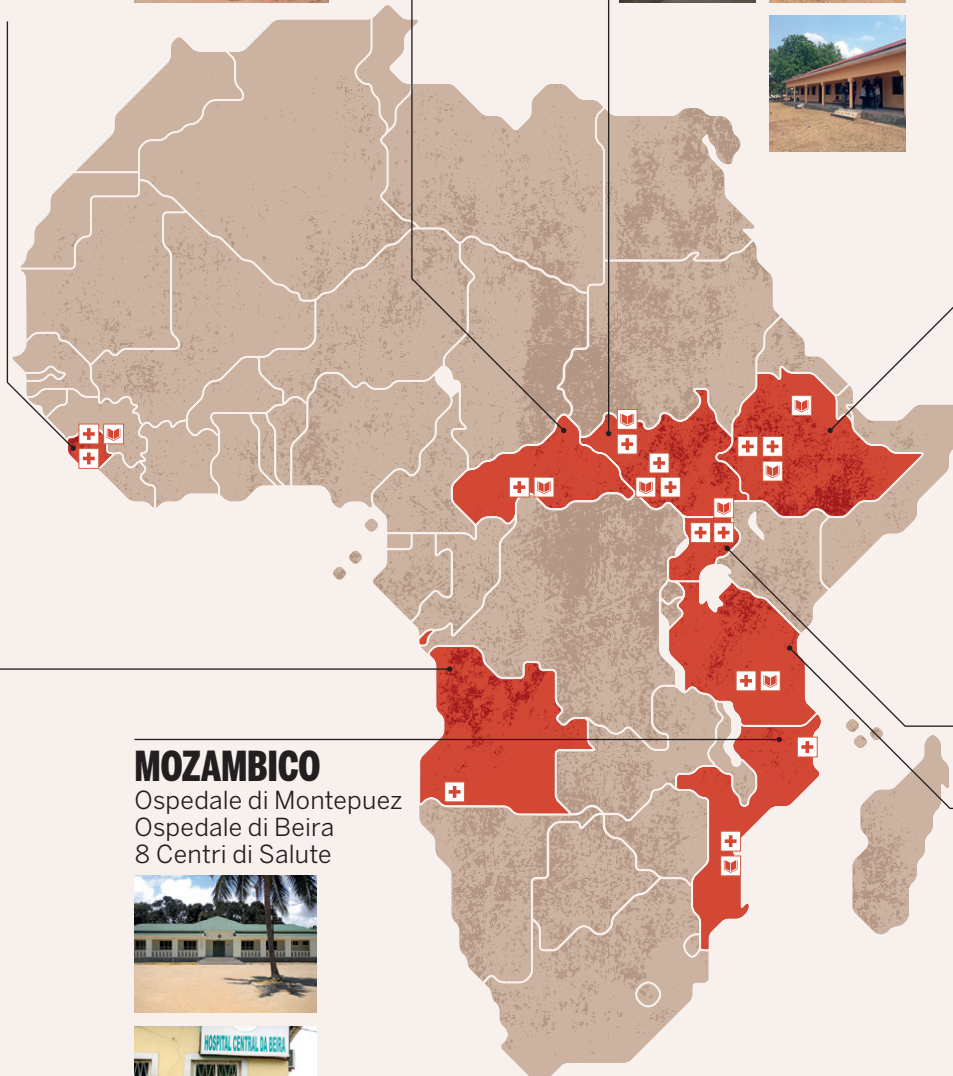 MOZAMBICO
Ospedale di Montepuez
Ospedale di Beira
8 Centri di Salute
HOSPITAL CENTRAL DA BEIRA